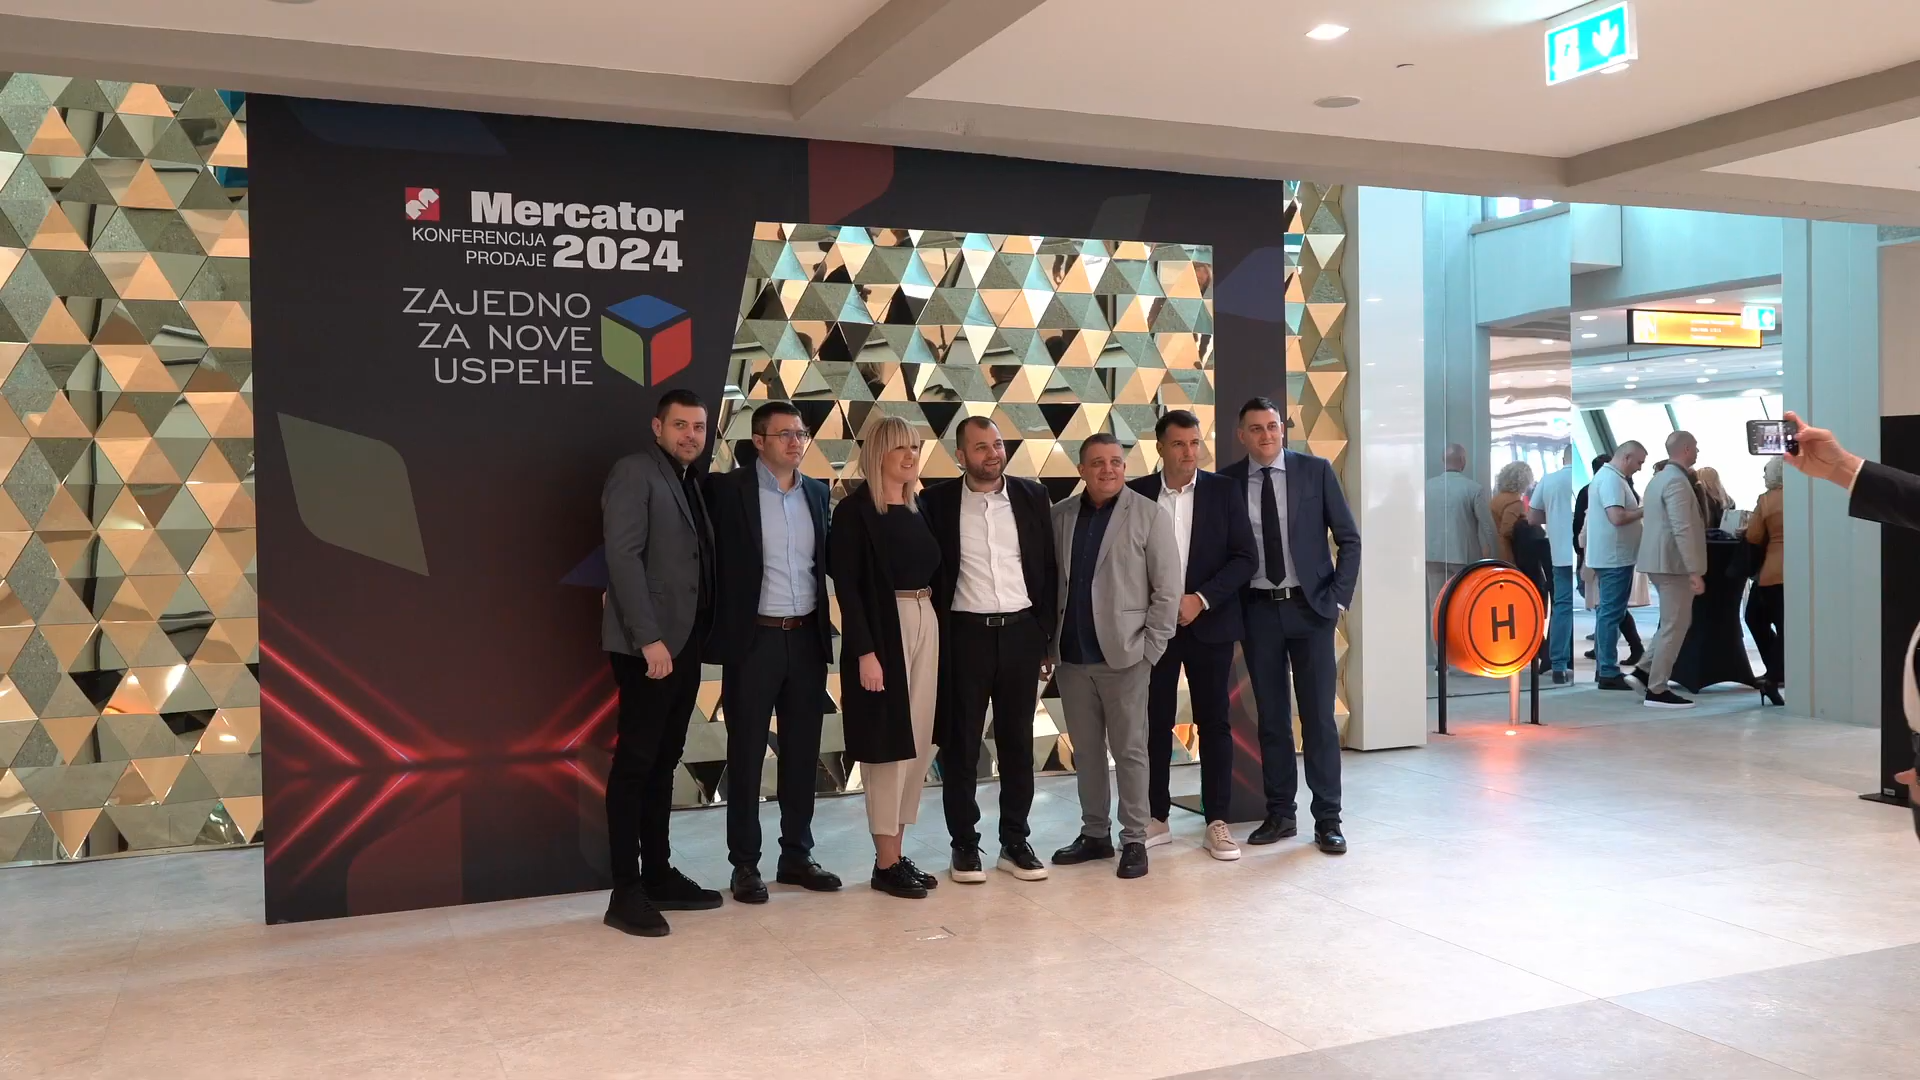 Mercator
KONFERENCIJA
PRODAJE 2024
ZAJEDNO
ZA NOVE
USPEHE
H